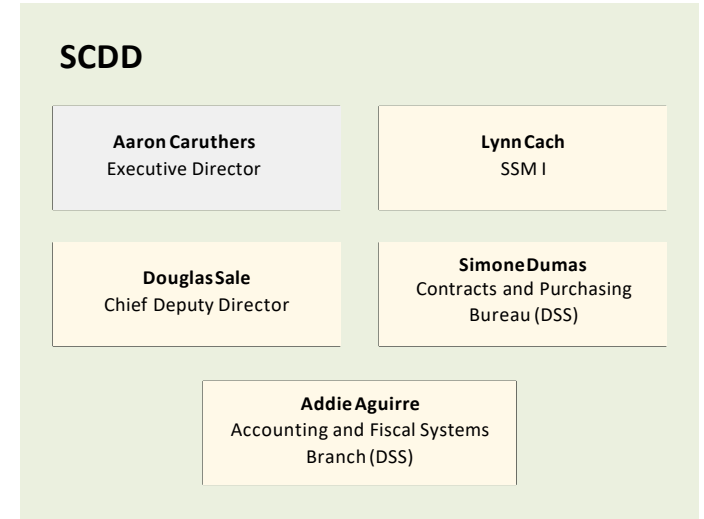 SCDD
Aaron Caruthers
Executive Director
Lynn Cach
SSM I
Douglas Sale
Chief Deputy Director
Simone Dumas
Contracts and Purchasing
Bureau (DSS)
Addie Aguirre
Accounting and Fiscal Systems
Branch (DSS)